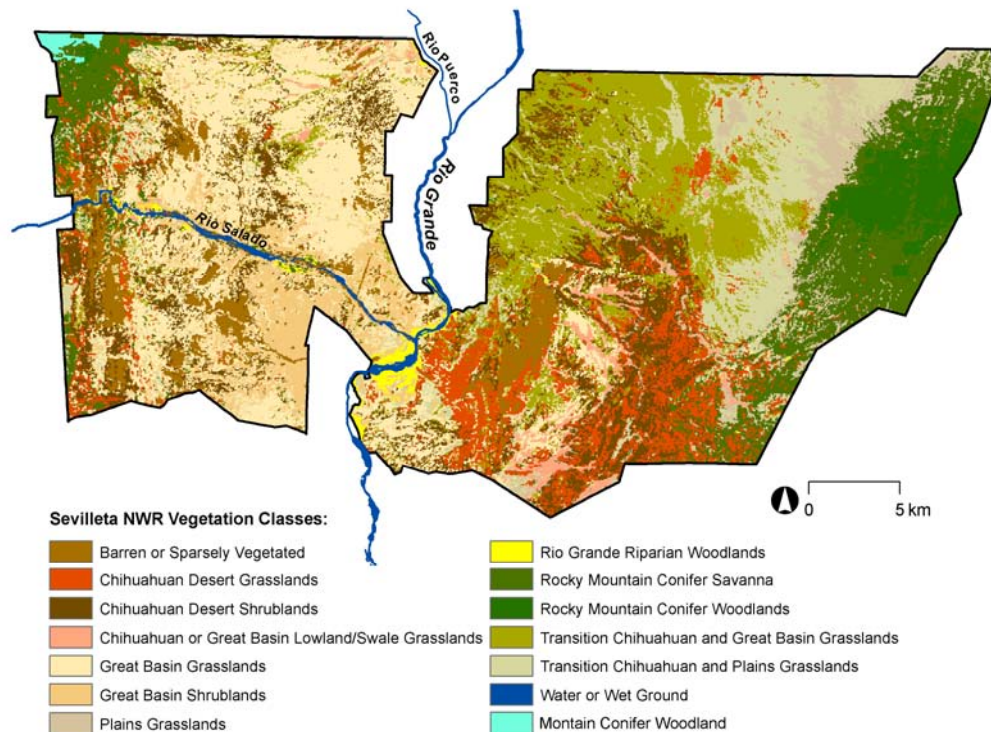 Rio Puerco
Rio Grande
Rio Salado
5 km
0
Sevilleta NWR Vegetation Classes:
Barren or Sparsely Vegetated
Chihuahuan Desert Grasslands
Chihuahuan Desert Shrublands
Chihuahuan or Great Basin Lowland/Swale Grasslands
Great Basin Grasslands
Great Basin Shrublands
Plains Grasslands
Rio Grande Riparian Woodlands
Rocky Mountain Conifer Savanna
Rocky Mountain Conifer Woodlands
Transition Chihuahuan and Great Basin Grasslands
Transition Chihuahuan and Plains Grasslands
Water or Wet Ground
Montain Conifer Woodland